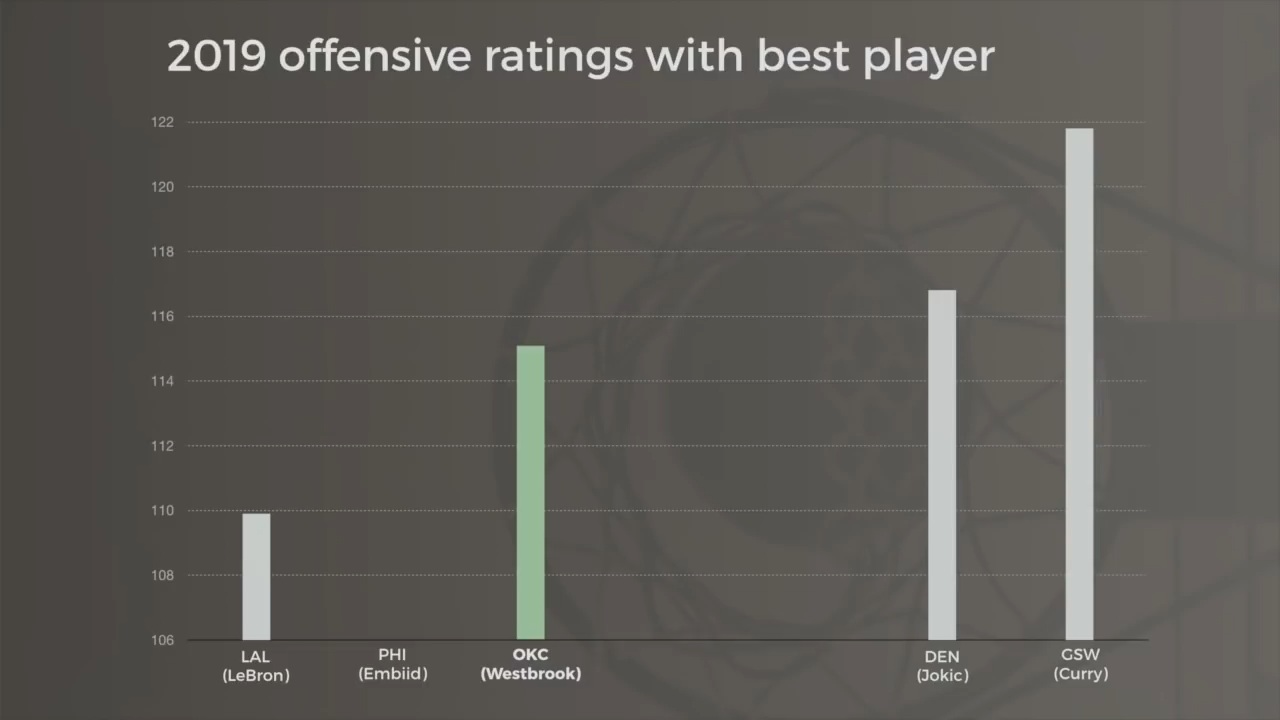 2019 offensive ratings with best player
122
120
118
116
114
112
110
108
106
LAL
(LeBron)
PHI
(Embiid)
OKC
(Westbrook)
DEN
(Jokic)
GSW
(Curry)